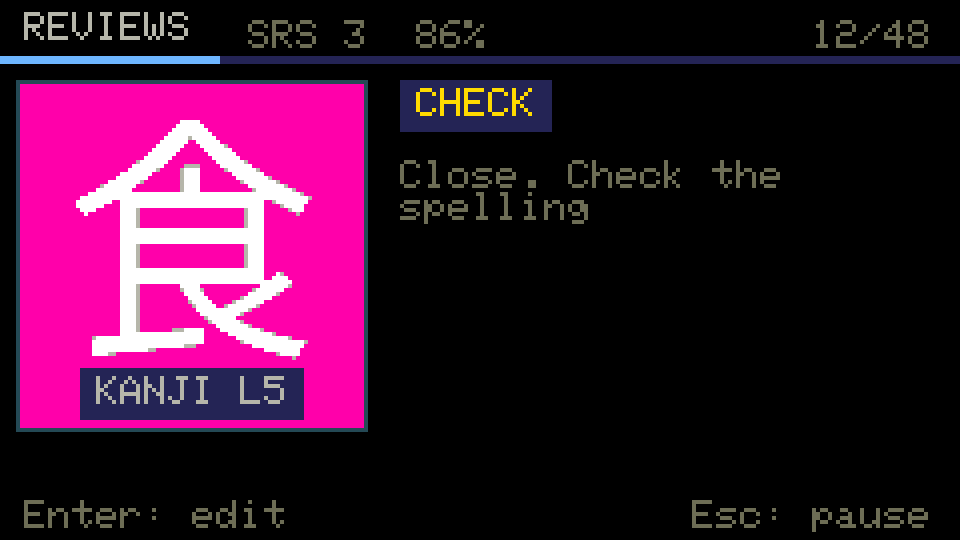 REVIEWS SRS 3 86% 12/48
食
KANJI L5
CHECK
Close. Check the
spelling
Enter: edit Esc: pause